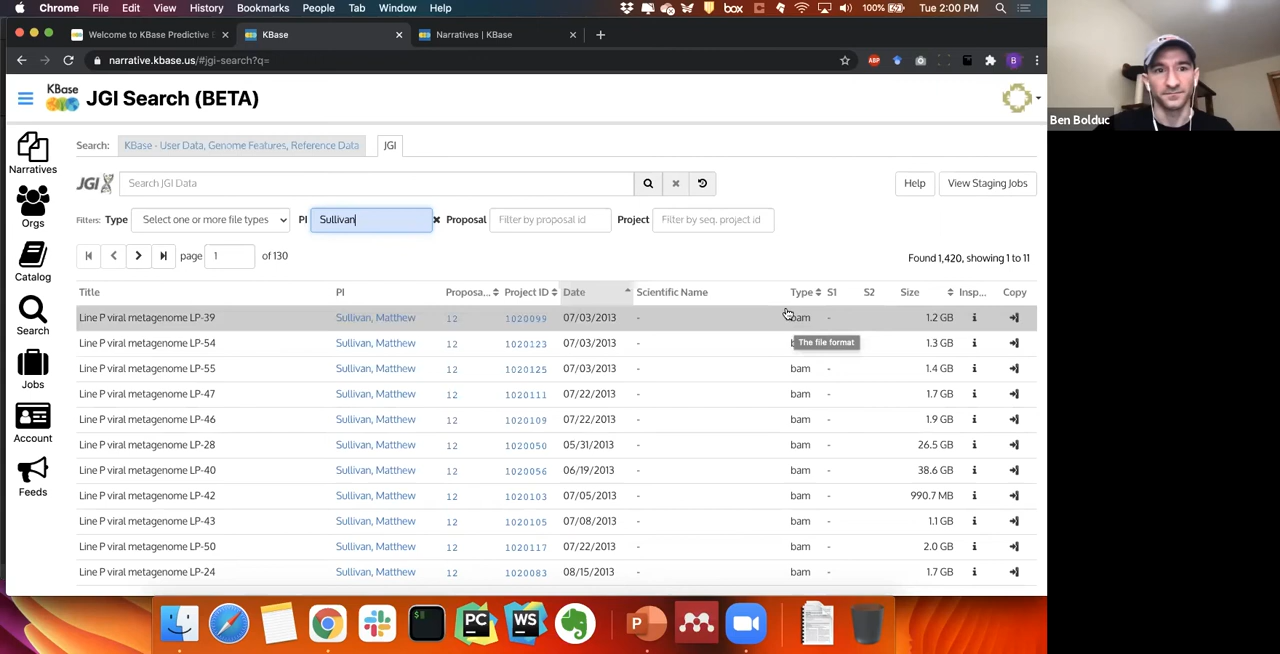 Chrome File Edit View History Bookmarks People Tab Window Help box 100% Tue 2:00 PM
Welcome to KBase Predictive B
KBase
Narratives | KBase
narrative.kbase.us/#jgi-search?q=
ABP
B
KBase
JGI Search (BETA)
Search:
KBase - User Data, Genome Features, Reference Data
JGI
JGI
Search JGI Data
Help
View Staging Jobs
Filters: Type
Select one or more file types
PI
Sullivan
Proposal
Filter by proposal id
Project
Filter by seq. project id
page
1
of 130
Found 1,420, showing 1 to 11
Title PI Proposa... Project ID Date Scientific Name Type S1 S2 Size Insp... Copy
Line P viral metagenome LP-39 Sullivan, Matthew 12 1020099 07/03/2013 - bam - 1.2 GB
The file format
Line P viral metagenome LP-54 Sullivan, Matthew 12 1020123 07/03/2013 - - 1.3 GB
Line P viral metagenome LP-55 Sullivan, Matthew 12 1020125 07/03/2013 - bam - 1.4 GB
Line P viral metagenome LP-47 Sullivan, Matthew 12 1020111 07/22/2013 - bam - 1.7 GB
Line P viral metagenome LP-46 Sullivan, Matthew 12 1020109 07/22/2013 - bam - 1.9 GB
Line P viral metagenome LP-28 Sullivan, Matthew 12 1020050 05/31/2013 - bam - 26.5 GB
Line P viral metagenome LP-40 Sullivan, Matthew 12 1020056 06/19/2013 - bam - 38.6 GB
Line P viral metagenome LP-42 Sullivan, Matthew 12 1020103 07/05/2013 - bam - 990.7 MB
Line P viral metagenome LP-43 Sullivan, Matthew 12 1020105 07/08/2013 - bam - 1.1 GB
Line P viral metagenome LP-50 Sullivan, Matthew 12 1020117 07/22/2013 - bam - 2.0 GB
Line P viral metagenome LP-24 Sullivan, Matthew 12 1020083 08/15/2013 - bam - 1.7 GB
Narratives
Orgs
Catalog
Search
Jobs
Account
Feeds
PC
WS
P
Ben Bolduc